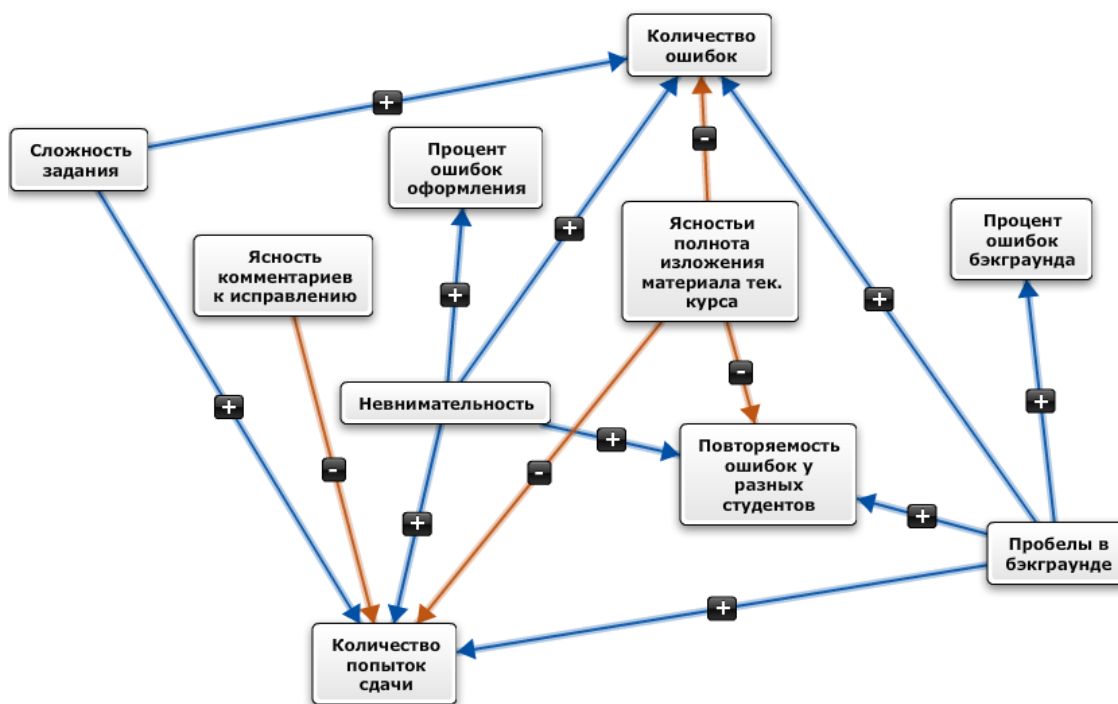 Количество
ошибок
+
Сложность
задания
Процент
ошибок
оформления
-
Ясностьи
полнота
изложения
материала тек.
курса
Процент
ошибок
бэкграунда
+
Ясность
комментариев
к исправлению
+
+
-
+
Невнимательность
+
+
-
-
+
Повторяемость
ошибок у
разных
студентов
+
+
Пробелы в
бэкграунде
+
Количество
попыток
сдачи